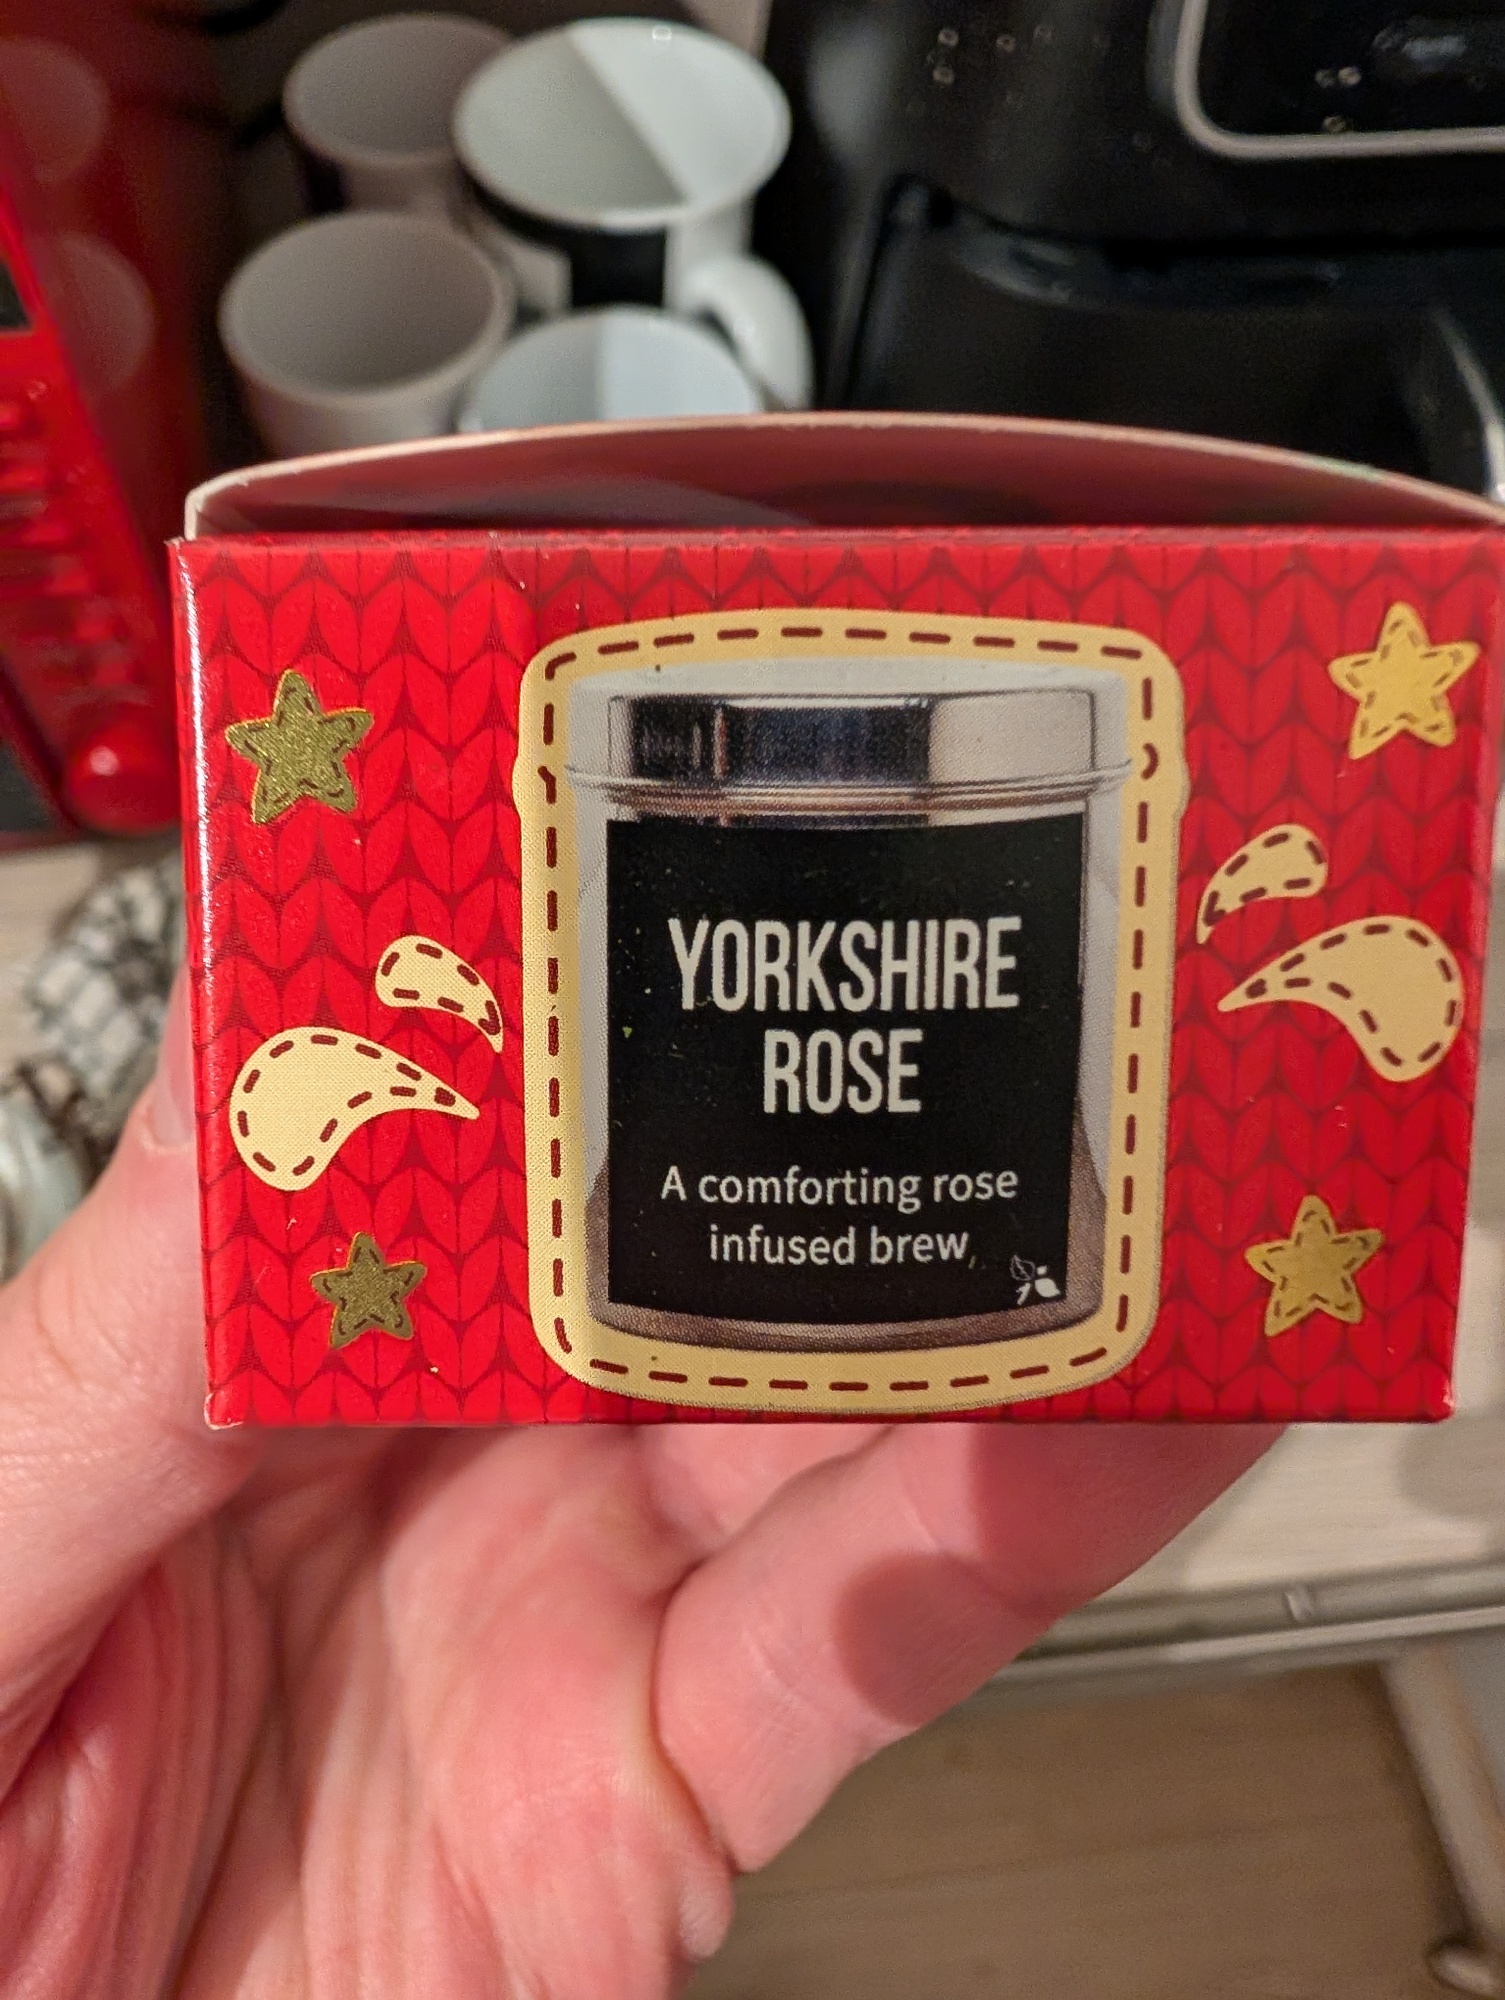 YORKSHIRE
ROSE
A comforting rose
infused brew,